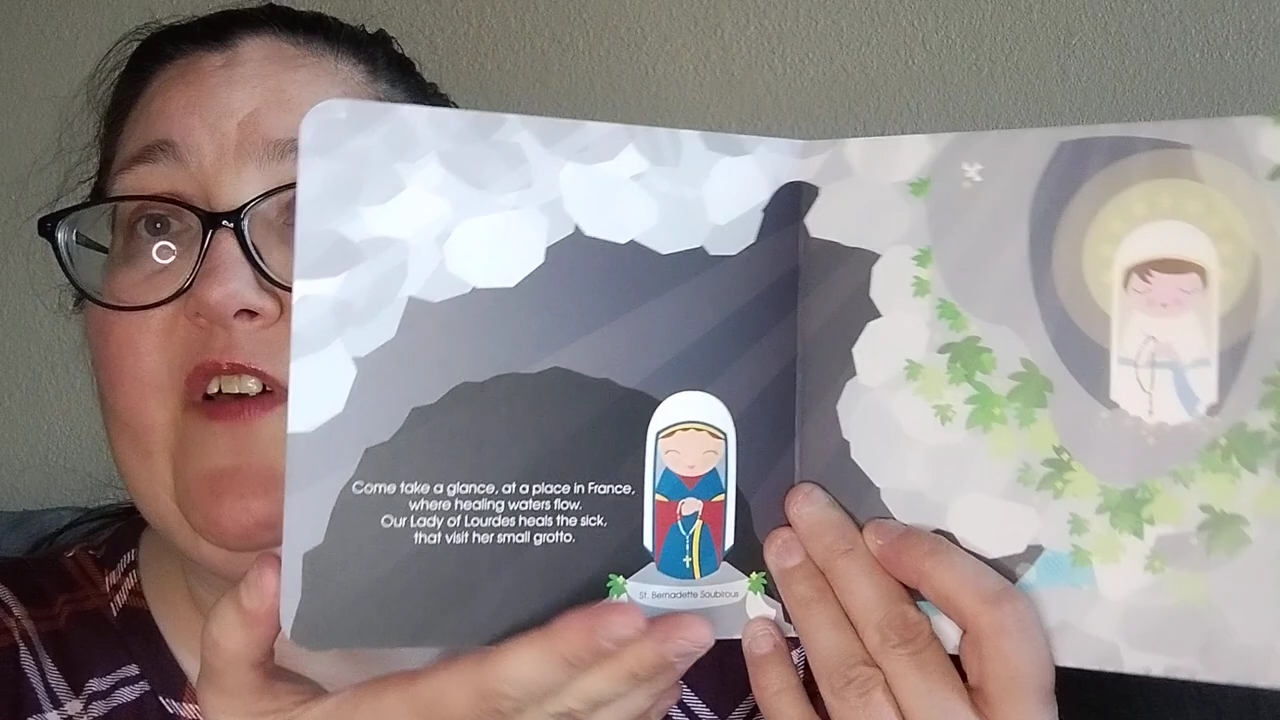 Come take a glance, at a place in France,
where healing waters flow.
Our Lady of Lourdes heals the sick,
that visit her small grotto.
St. Bernadette Soubirous